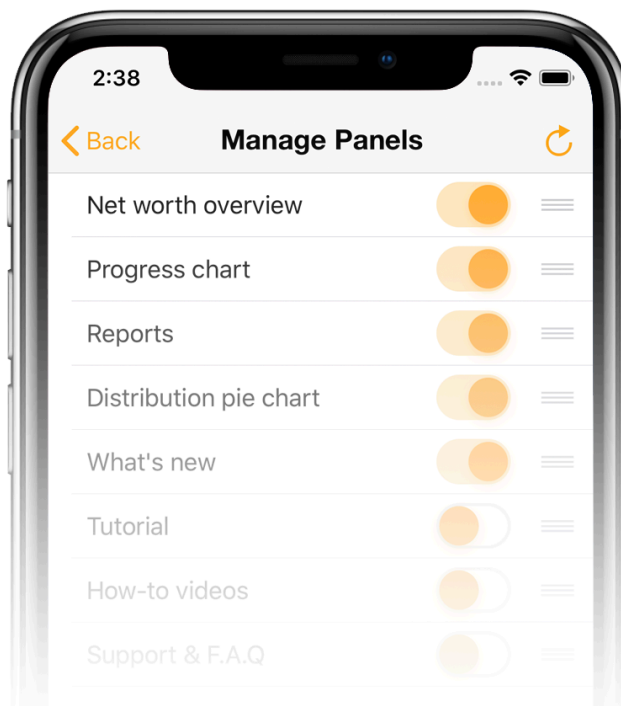 2:38
Back Manage Panels
Net worth overview
Progress chart
Reports
Distribution pie chart
What's new
Tutorial
How-to videos
Support & F.A.Q